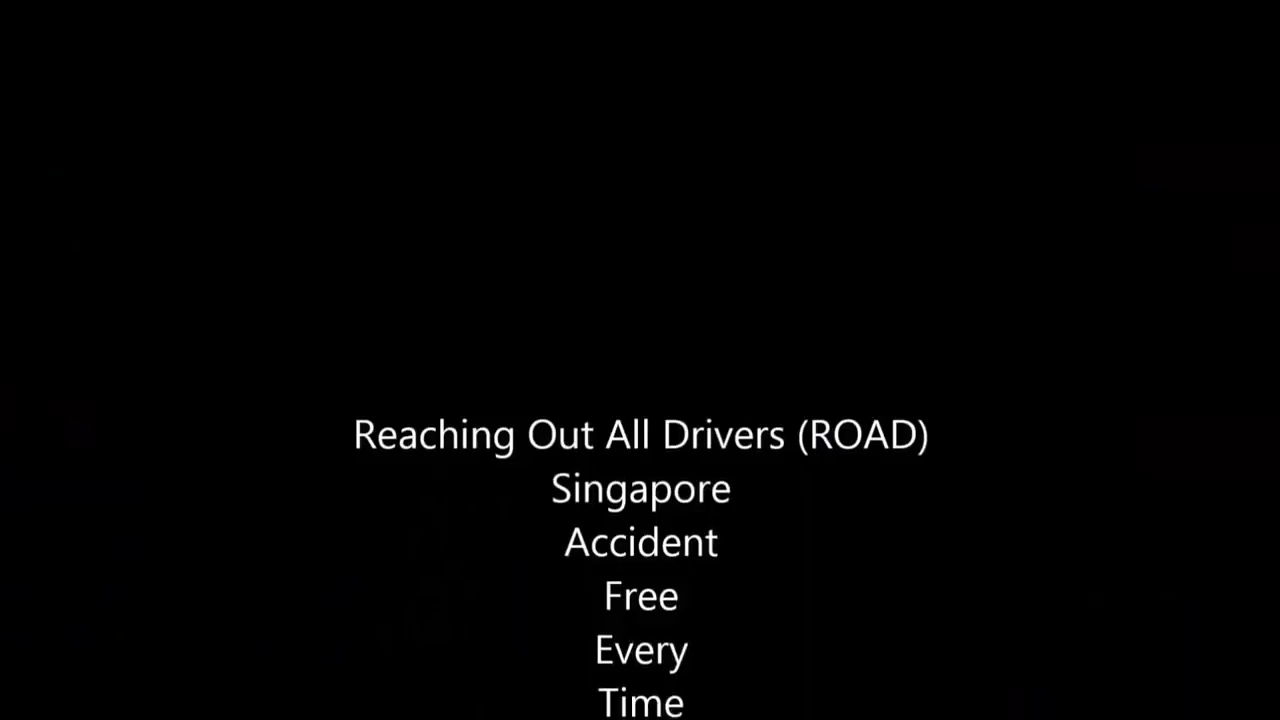 Reaching Out All Drivers (ROAD)
Singapore
Accident
Free
Every
Time